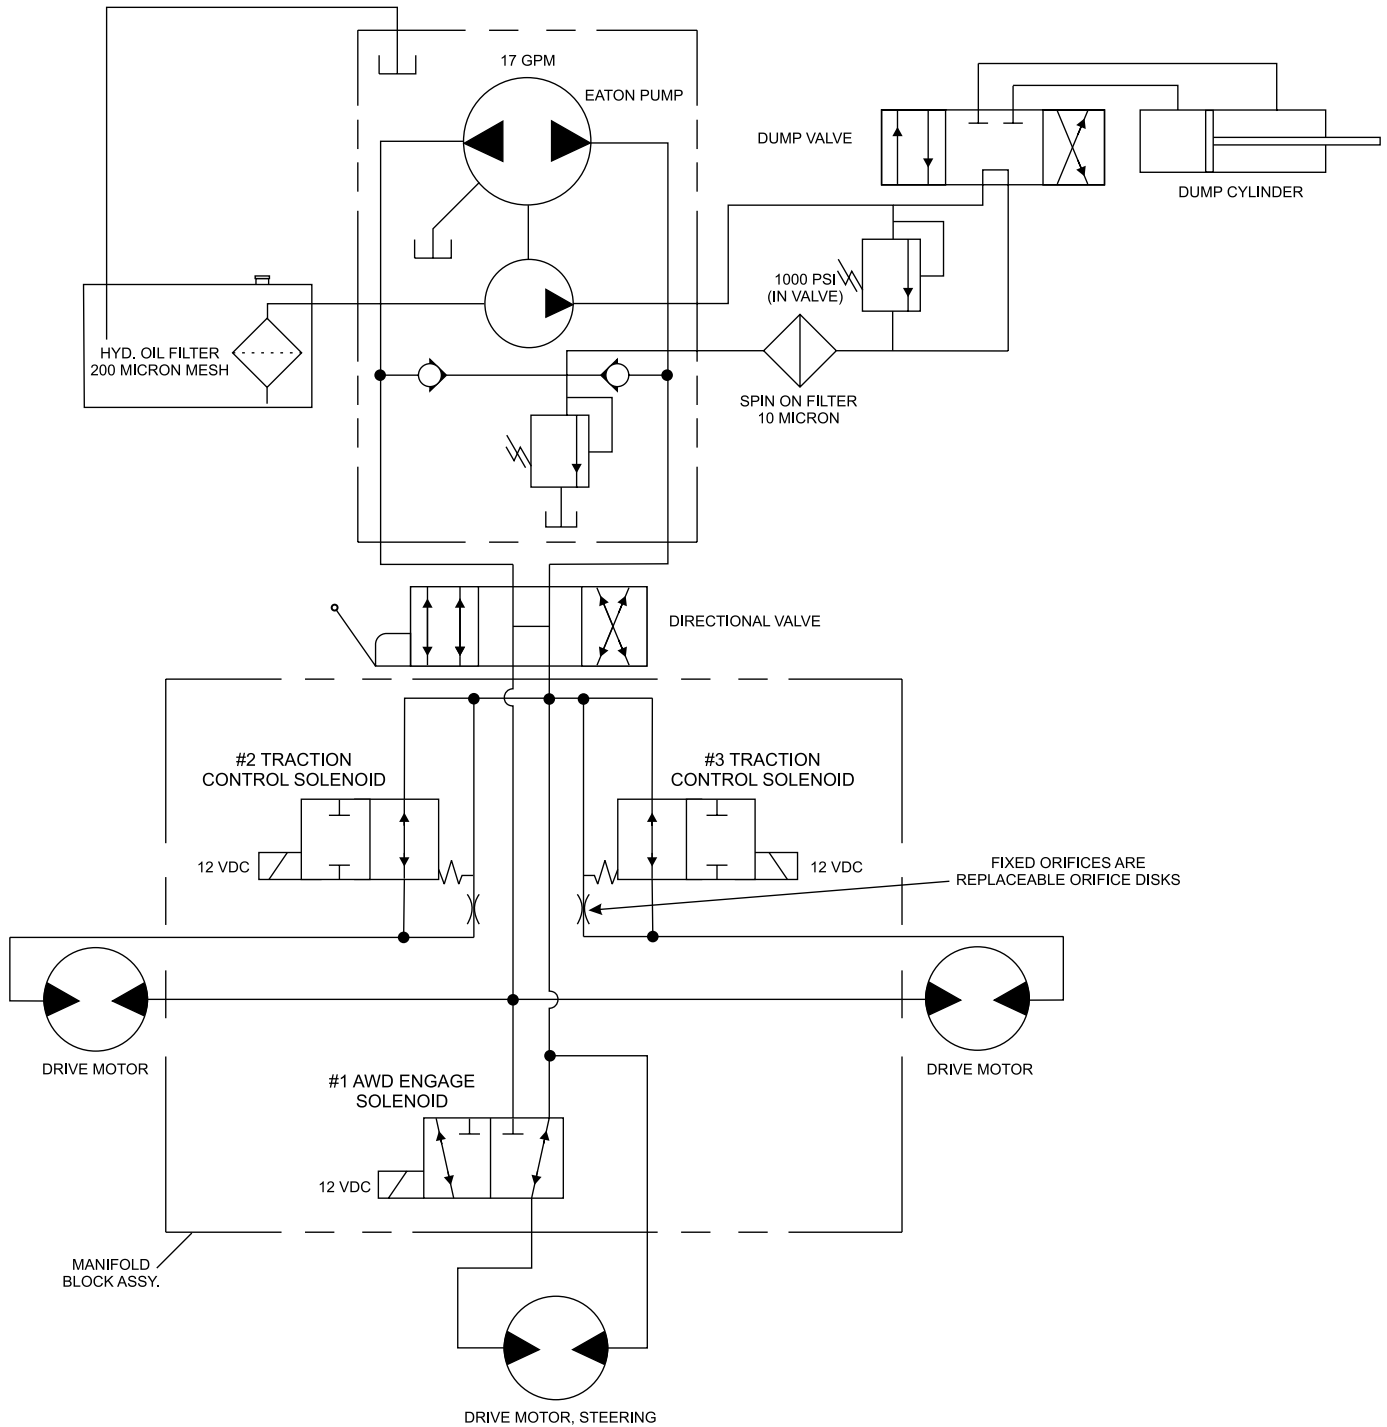 17 GPM
EATON PUMP
DUMP VALVE
DUMP CYLINDER
1000 PSI
(IN VALVE)
HYD. OIL FILTER
200 MICRON MESH
SPIN ON FILTER
10 MICRON
DIRECTIONAL VALVE
#2 TRACTION
CONTROL SOLENOID
#3 TRACTION
CONTROL SOLENOID
12 VDC
12 VDC
FIXED ORIFICES ARE
REPLACEABLE ORIFICE DISKS
DRIVE MOTOR
DRIVE MOTOR
#1 AWD ENGAGE
SOLENOID
12 VDC
MANIFOLD
BLOCK ASSY.
DRIVE MOTOR, STEERING